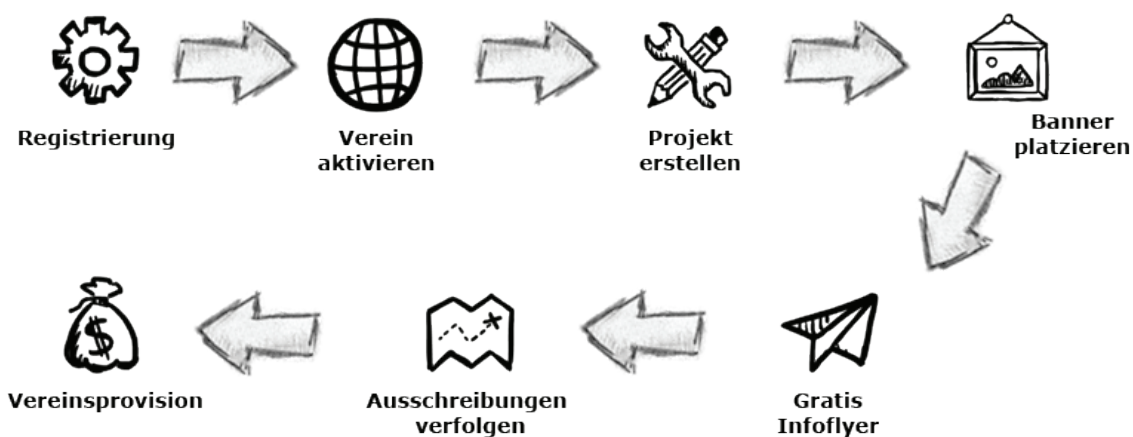 Registrierung
Verein
aktivieren
Projekt
erstellen
Banner
platzieren
Gratis
Infoflyer
Ausschreibungen
verfolgen
Vereinsprovision